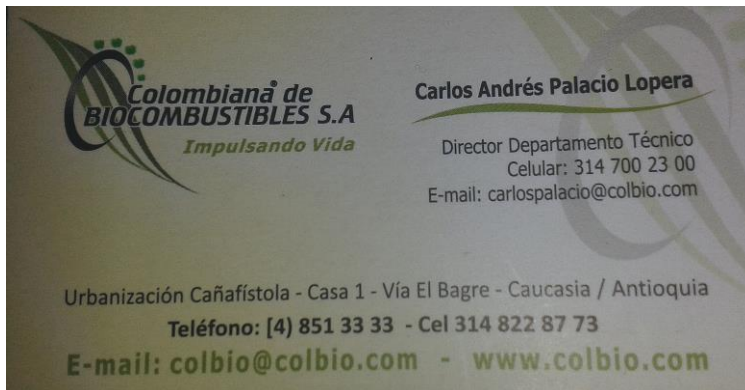 Colombiana de
BIOCOMBUSTIBLES S.A
Impulsando Vida
Carlos Andrés Palacio Lopera
Director Departamento Técnico
Celular: 314 700 23 00
E-mail: carlospalacio@colbio.com
Urbanización Cañafístola - Casa 1 - Vía El Bagre - Caucasia / Antioquia
Teléfono: [4) 851 33 33 - Cel 314 822 87 73
E-mail: colbio@colbio.com - www.colbio.com